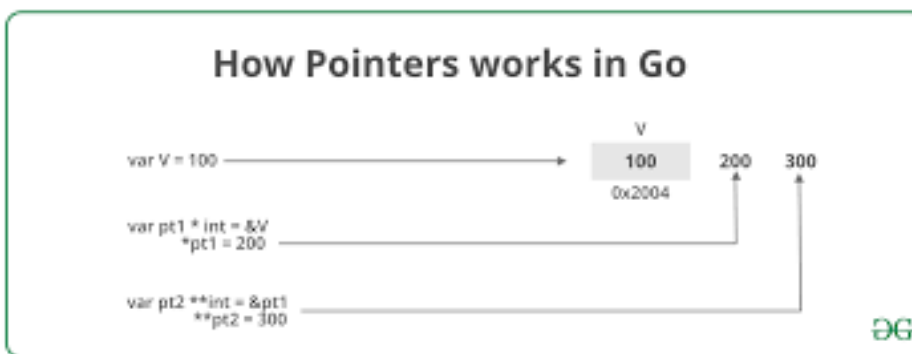 How Pointers works in Go
V
var V = 100
100 200 300
0x2004
var pt1 * int = &V
*pt1 = 200
var pt2 **int = &pt1
**pt2 = 300